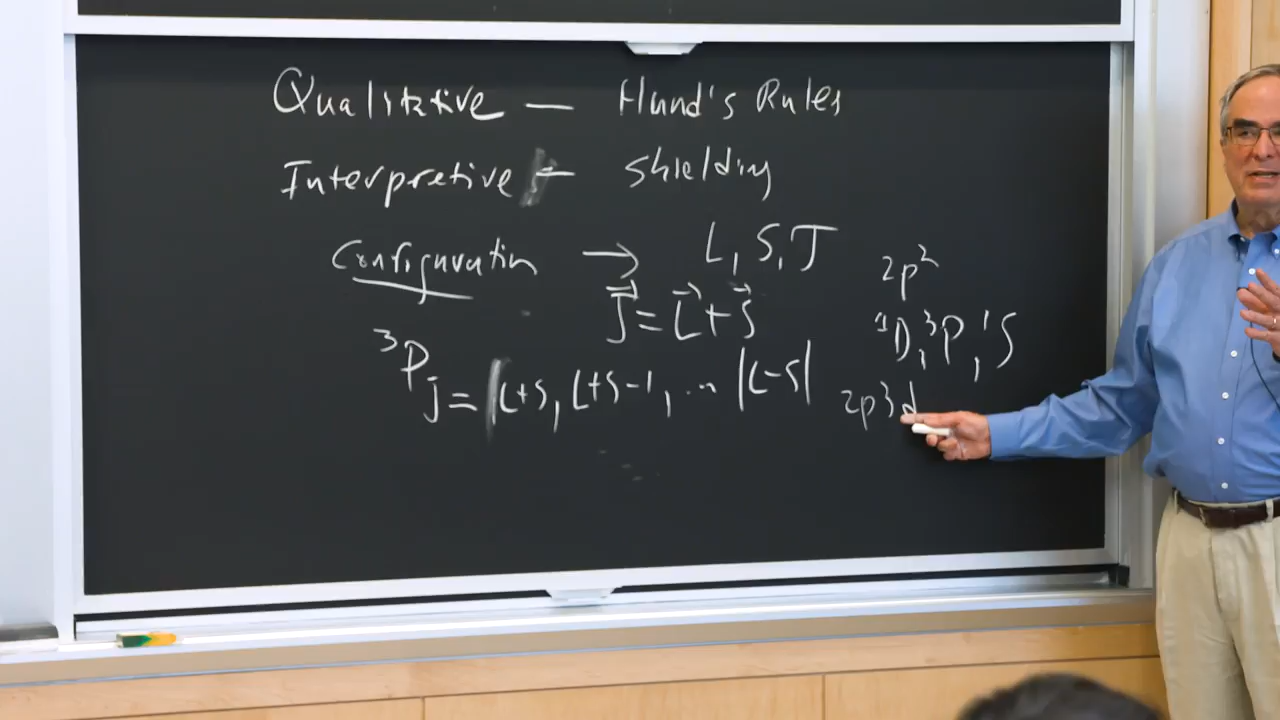 Qualitative — Hund's Rules
Interpretive — shielding
Configuration → L, S, J
2p²
J⃗ = L⃗ + S⃗
¹D, ³P, ¹S
³P_J = L+S, L+S-1, ... |L-S|
2p3d